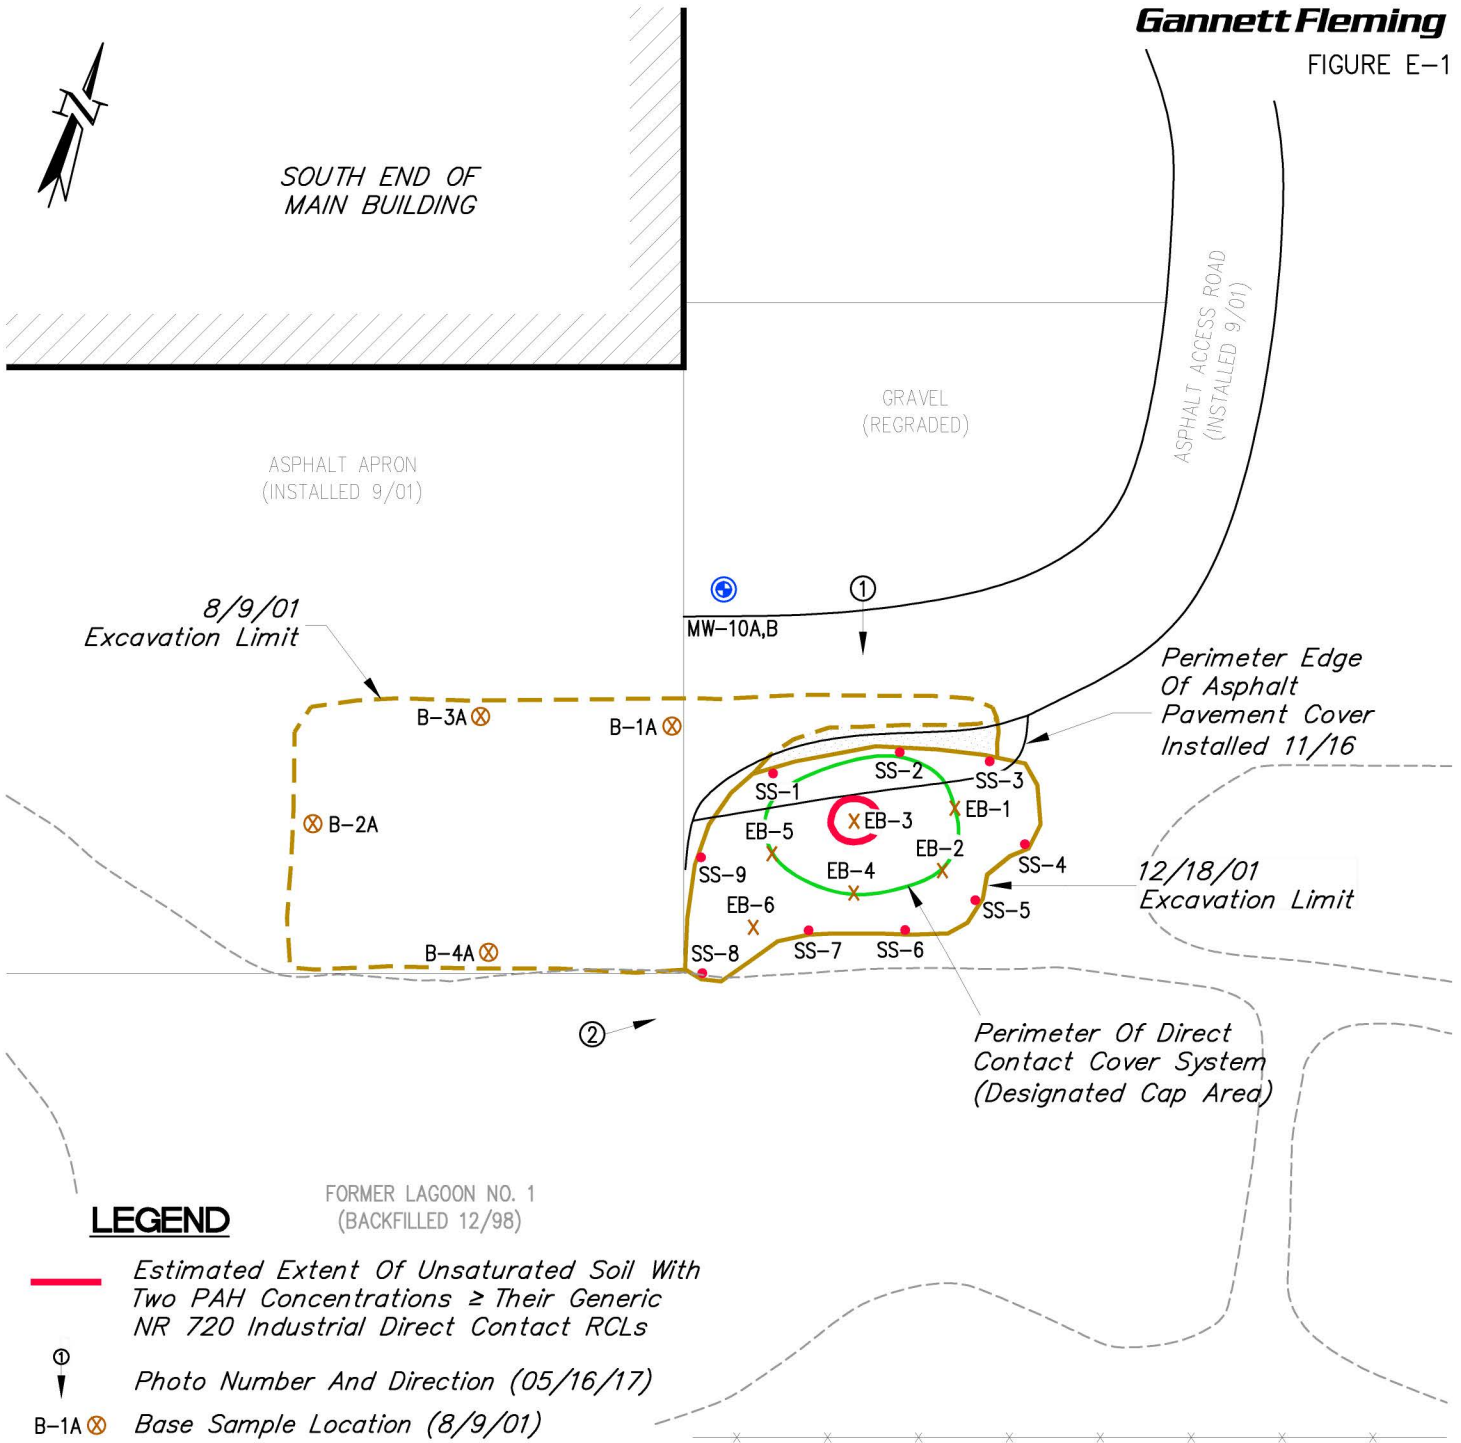 Gannett Fleming
FIGURE E-1
N
SOUTH END OF
MAIN BUILDING
ASPHALT ACCESS ROAD
(INSTALLED 9/01)
GRAVEL
(REGRADED)
ASPHALT APRON
(INSTALLED 9/01)
8/9/01
Excavation Limit
1
MW-10A,B
Perimeter Edge
Of Asphalt
Pavement Cover
Installed 11/16
B-3A
B-1A
SS-2
SS-3
SS-1
EB-1
EB-3
B-2A
EB-5
EB-2
SS-4
SS-9
EB-4
12/18/01
Excavation Limit
EB-6
SS-5
B-4A
SS-8
SS-7
SS-6
2
Perimeter Of Direct
Contact Cover System
(Designated Cap Area)
FORMER LAGOON NO. 1
(BACKFILLED 12/98)
LEGEND
Estimated Extent Of Unsaturated Soil With
Two PAH Concentrations ≥ Their Generic
NR 720 Industrial Direct Contact RCLs
1
Photo Number And Direction (05/16/17)
B-1A
Base Sample Location (8/9/01)